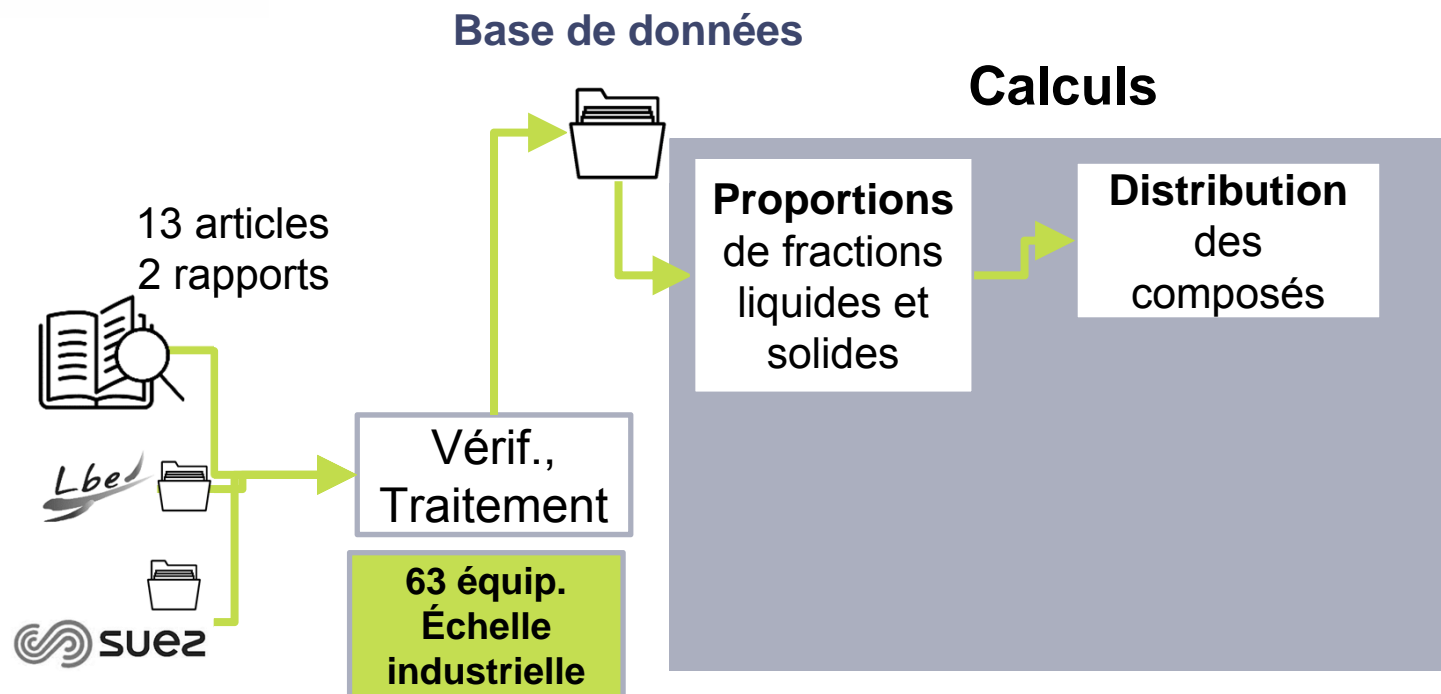 Base de données
Calculs
13 articles
2 rapports
Lbe
suez
Vérif.,
Traitement
63 équip.
Échelle
industrielle
Proportions
de fractions
liquides et
solides
Distribution
des
composés